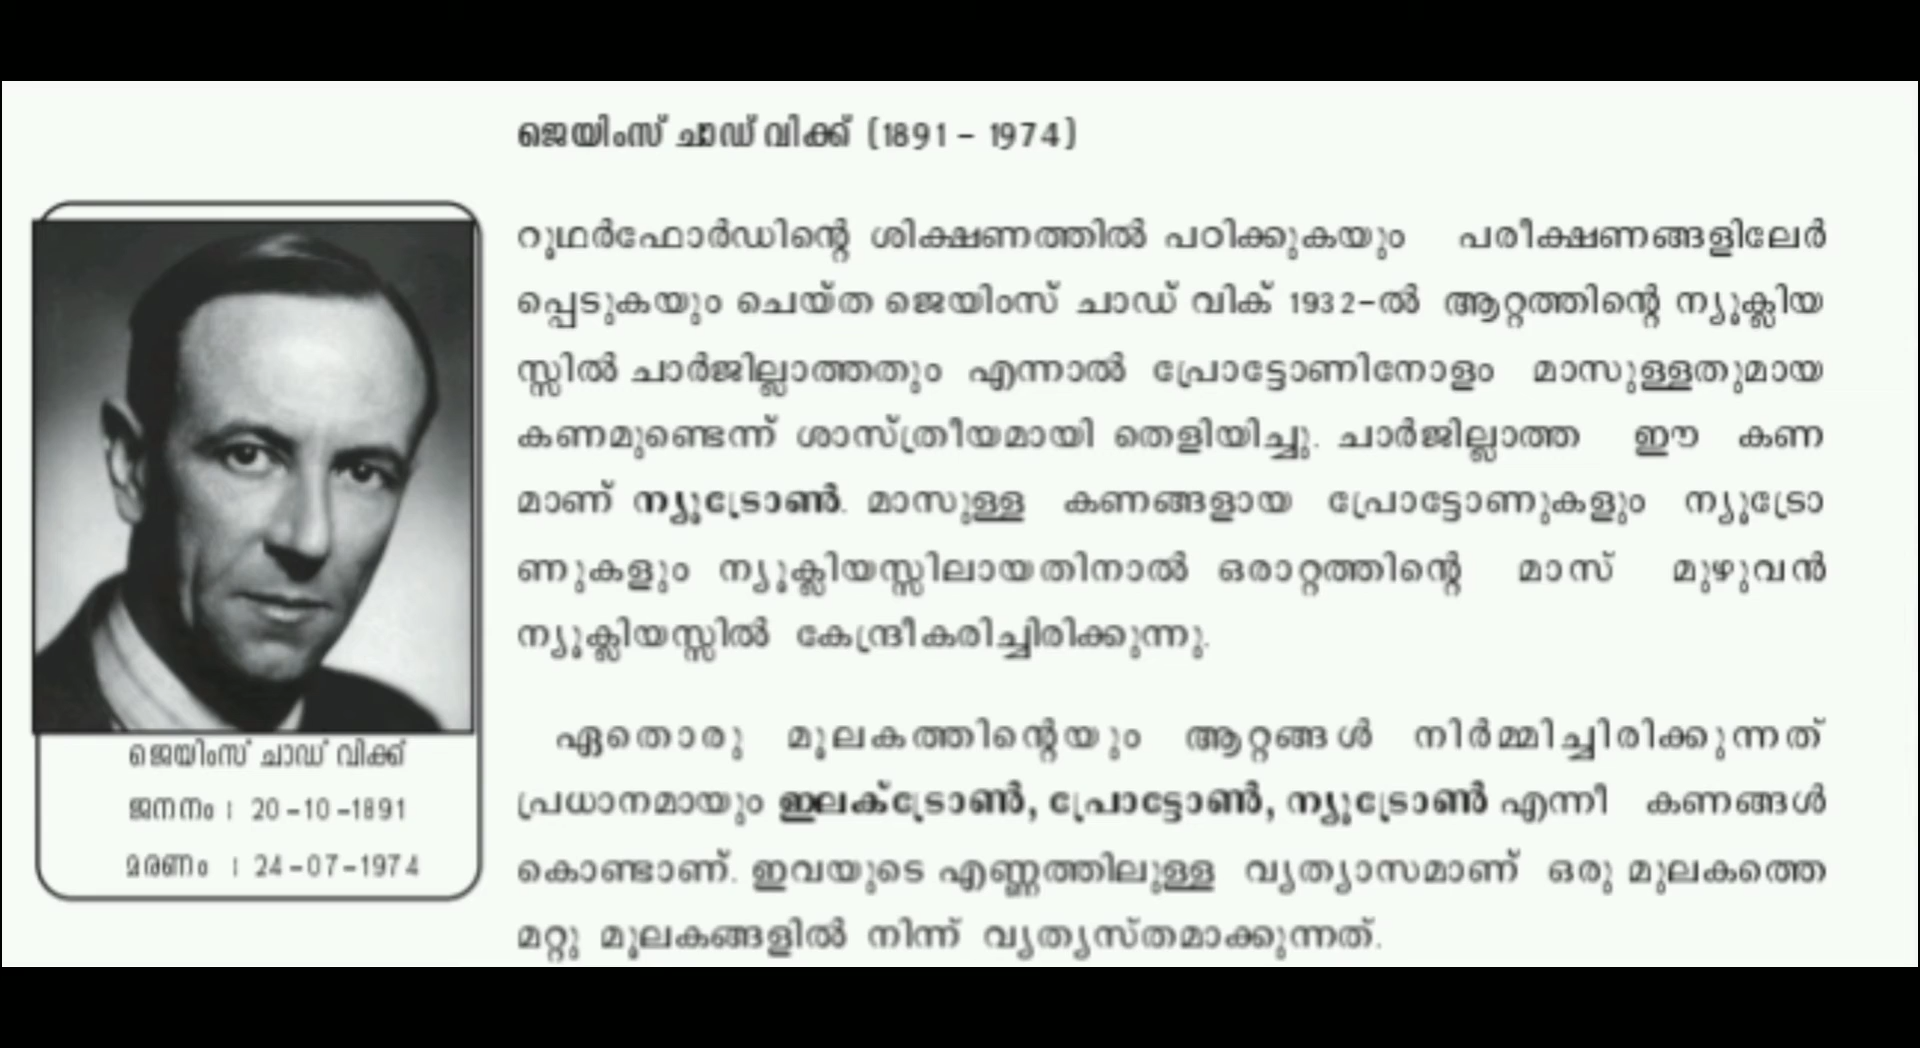 ജെയിംസ് ചാഡ് വിക്ക് (1891 – 1974)
റൂഥർഫോർഡിന്റെ ശിക്ഷണത്തിൽ പഠിക്കുകയും പരീക്ഷണങ്ങളിലേർ
പ്പെടുകയും ചെയ്ത ജെയിംസ് ചാഡ് വിക് 1932-ൽ ആറ്റത്തിന്റെ ന്യൂക്ലിയ
സ്സിൽ ചാർജില്ലാത്തതും എന്നാൽ പ്രോട്ടോണിനോളം മാസുള്ളതുമായ
കണമുണ്ടെന്ന് ശാസ്ത്രീയമായി തെളിയിച്ചു. ചാർജില്ലാത്ത ഈ കണ
മാണ് ന്യൂട്രോൺ. മാസുള്ള കണങ്ങളായ പ്രോട്ടോണുകളും ന്യൂട്രോ
ണുകളും ന്യൂക്ലിയസ്സിലായതിനാൽ ഒരാറ്റത്തിന്റെ മാസ് മുഴുവൻ
ന്യൂക്ലിയസ്സിൽ കേന്ദ്രീകരിച്ചിരിക്കുന്നു.
ഏതൊരു മൂലകത്തിന്റെയും ആറ്റങ്ങൾ നിർമ്മിച്ചിരിക്കുന്നത്
പ്രധാനമായും ഇലക്ട്രോൺ, പ്രോട്ടോൺ, ന്യൂട്രോൺ എന്നീ കണങ്ങൾ
കൊണ്ടാണ്. ഇവയുടെ എണ്ണത്തിലുള്ള വ്യത്യാസമാണ് ഒരു മൂലകത്തെ
മറ്റു മൂലകങ്ങളിൽ നിന്ന് വ്യത്യസ്തമാക്കുന്നത്.
ജെയിംസ് ചാഡ് വിക്ക്
ജനനം : 20-10-1891
മരണം : 24-07-1974